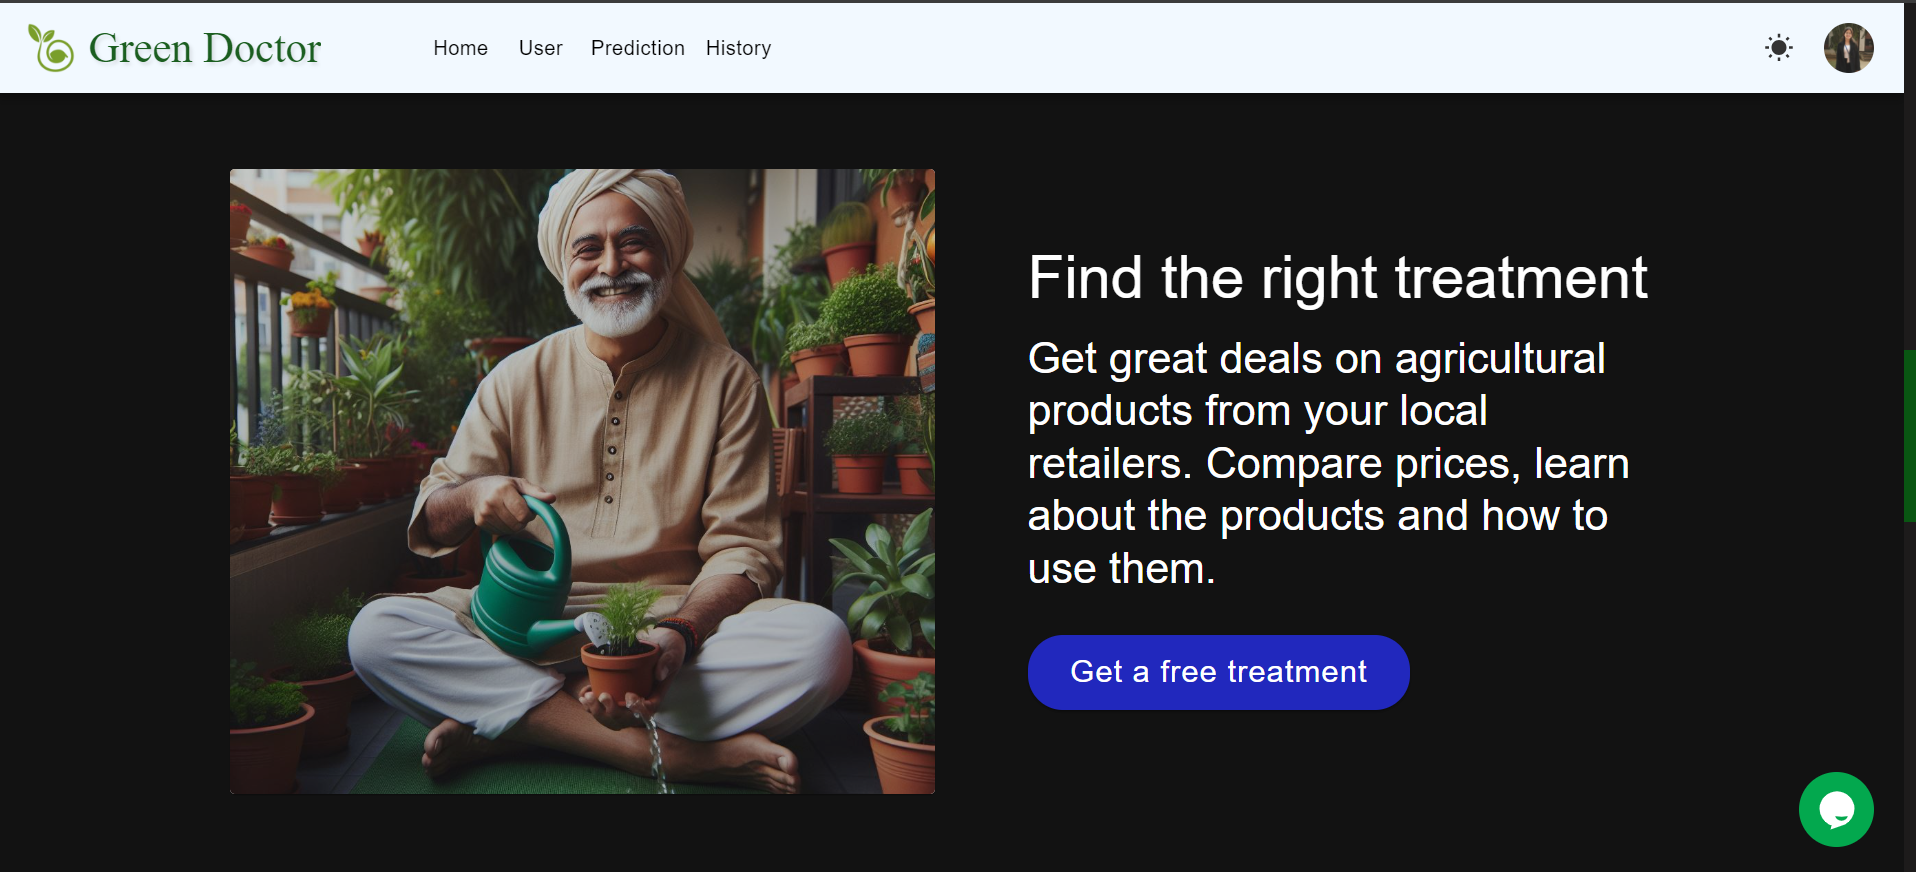 Green Doctor
Home User Prediction History
Find the right treatment
Get great deals on agricultural
products from your local
retailers. Compare prices, learn
about the products and how to
use them.
Get a free treatment